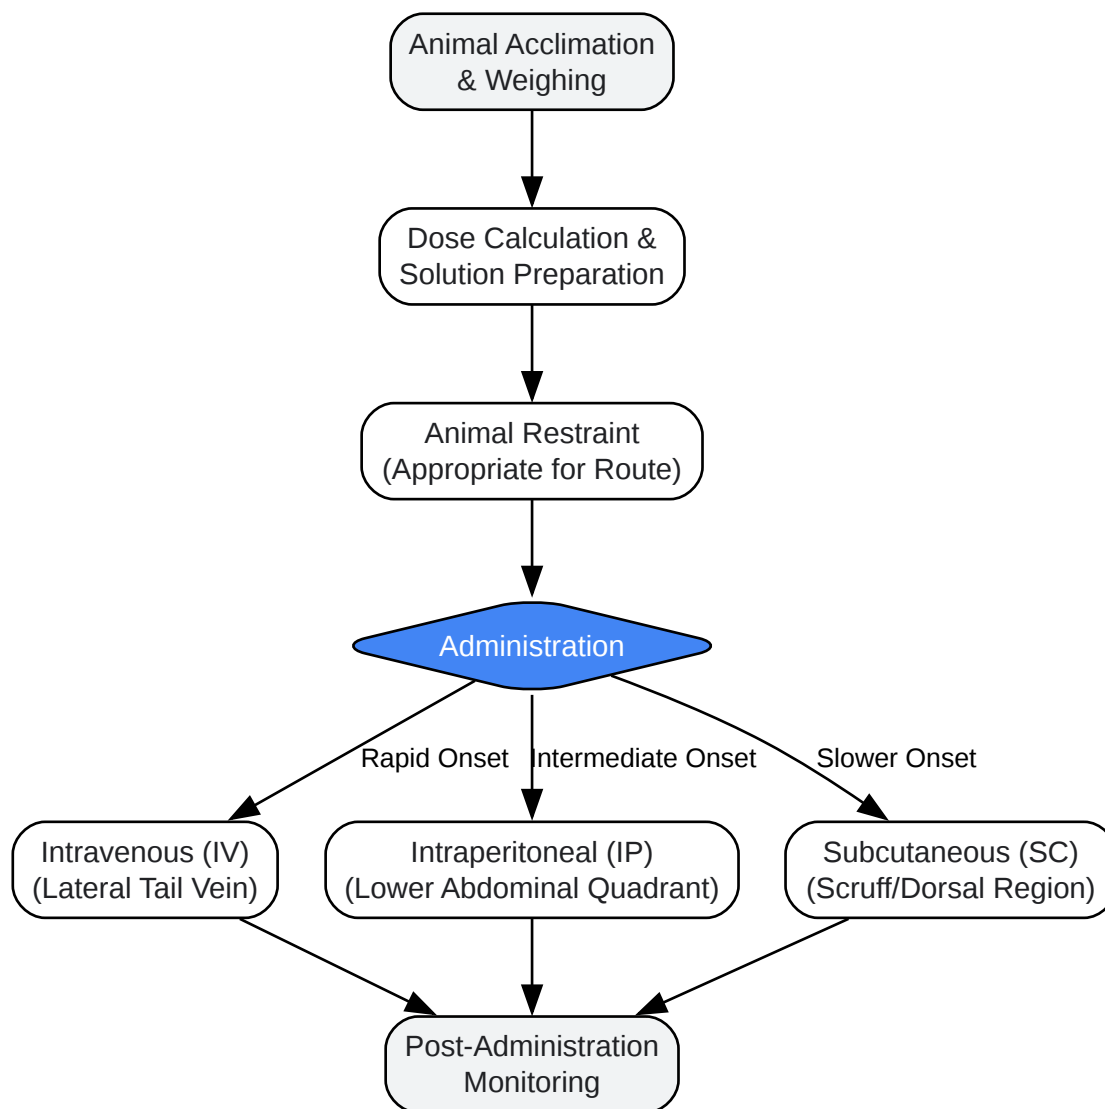 Animal Acclimation
& Weighing
Dose Calculation &
Solution Preparation
Animal Restraint
(Appropriate for Route)
Administration
Rapid Onset
Intermediate Onset
Slower Onset
Intravenous (IV)
(Lateral Tail Vein)
Intraperitoneal (IP)
(Lower Abdominal Quadrant)
Subcutaneous (SC)
(Scruff/Dorsal Region)
Post-Administration
Monitoring